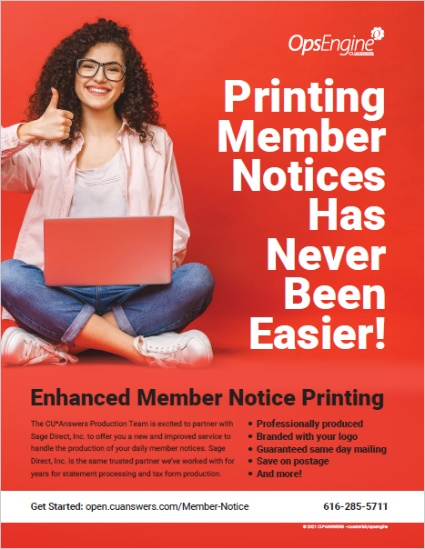 OpsEngine
CU*ANSWERS
Printing
Member
Notices
Has
Never
Been
Easier!
Enhanced Member Notice Printing
The CU*Answers Production Team is excited to partner with
Sage Direct, Inc. to offer you a new and improved service to
handle the production of your daily member notices. Sage
Direct, Inc. is the same trusted partner we've worked with for
years for statement processing and tax form production.
• Professionally produced
• Branded with your logo
• Guaranteed same day mailing
• Save on postage
• And more!
Get Started: open.cuanswers.com/Member-Notice
616-285-5711
© 2021 CU*ANSWERS